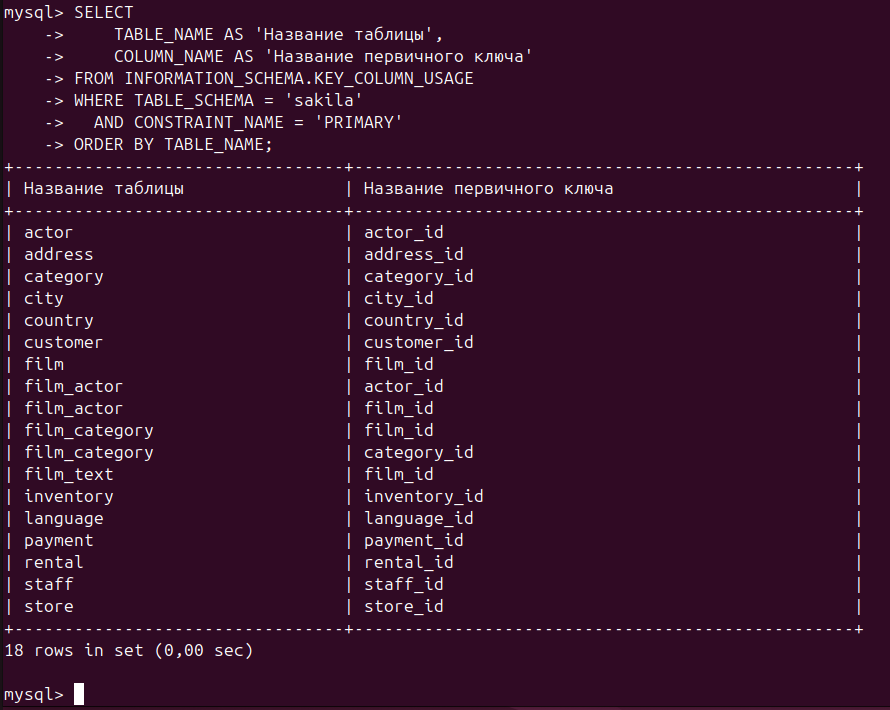 mysql> SELECT
    ->     TABLE_NAME AS 'Название таблицы',
    ->     COLUMN_NAME AS 'Название первичного ключа'
    -> FROM INFORMATION_SCHEMA.KEY_COLUMN_USAGE
    -> WHERE TABLE_SCHEMA = 'sakila'
    ->   AND CONSTRAINT_NAME = 'PRIMARY'
    -> ORDER BY TABLE_NAME;
+---------------------------------+--------------------------------------------------+
| Название таблицы                | Название первичного ключа                        |
+---------------------------------+--------------------------------------------------+
| actor                           | actor_id                                         |
| address                         | address_id                                       |
| category                        | category_id                                      |
| city                            | city_id                                          |
| country                         | country_id                                       |
| customer                        | customer_id                                      |
| film                            | film_id                                          |
| film_actor                      | actor_id                                         |
| film_actor                      | film_id                                          |
| film_category                   | film_id                                          |
| film_category                   | category_id                                      |
| film_text                       | film_id                                          |
| inventory                       | inventory_id                                     |
| language                        | language_id                                      |
| payment                         | payment_id                                       |
| rental                          | rental_id                                        |
| staff                           | staff_id                                         |
| store                           | store_id                                         |
+---------------------------------+--------------------------------------------------+
18 rows in set (0,00 sec)
mysql>